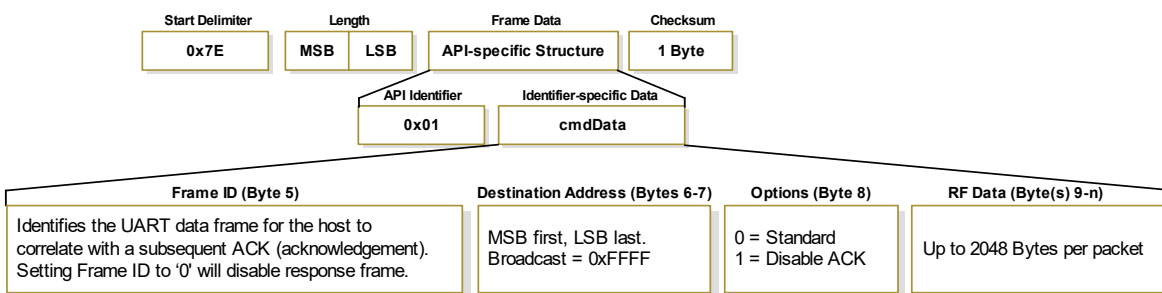 Start Delimiter Length Frame Data Checksum
0x7E MSB LSB API-specific Structure 1 Byte
API Identifier Identifier-specific Data
0x01 cmdData
Frame ID (Byte 5) Destination Address (Bytes 6-7) Options (Byte 8) RF Data (Byte(s) 9-n)
Identifies the UART data frame for the host to
correlate with a subsequent ACK (acknowledgement).
Setting Frame ID to ‘0' will disable response frame.
MSB first, LSB last.
Broadcast = 0xFFFF
0 = Standard
1 = Disable ACK
Up to 2048 Bytes per packet